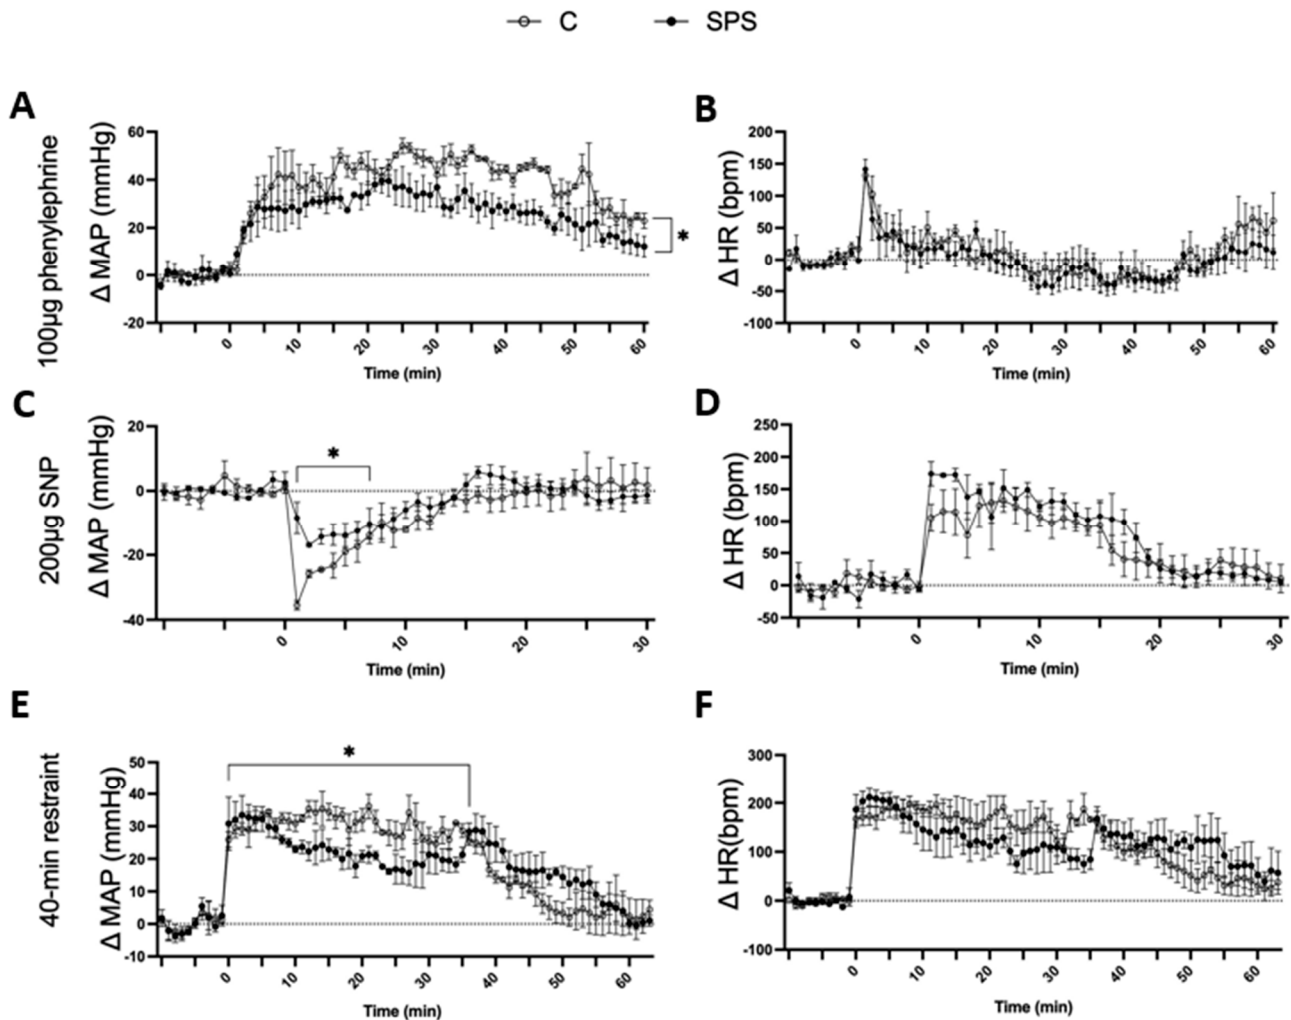 C SPS
A
100µg phenylephrine
Δ MAP (mmHg)
60
40
20
0
-20
*
0 10 20 30 40 50 60
Time (min)
B
Δ HR (bpm)
200
150
100
50
0
-50
-100
0 10 20 30 40 50 60
Time (min)
C
200µg SNP
Δ MAP (mmHg)
20
0
-20
-40
*
0 10 20 30
Time (min)
D
Δ HR (bpm)
250
200
150
100
50
0
-50
0 10 20 30
Time (min)
E
40-min restraint
Δ MAP (mmHg)
50
40
30
20
10
0
-10
*
0 10 20 30 40 50 60
Time (min)
F
Δ HR(bpm)
300
200
100
0
-100
0 10 20 30 40 50 60
Time (min)